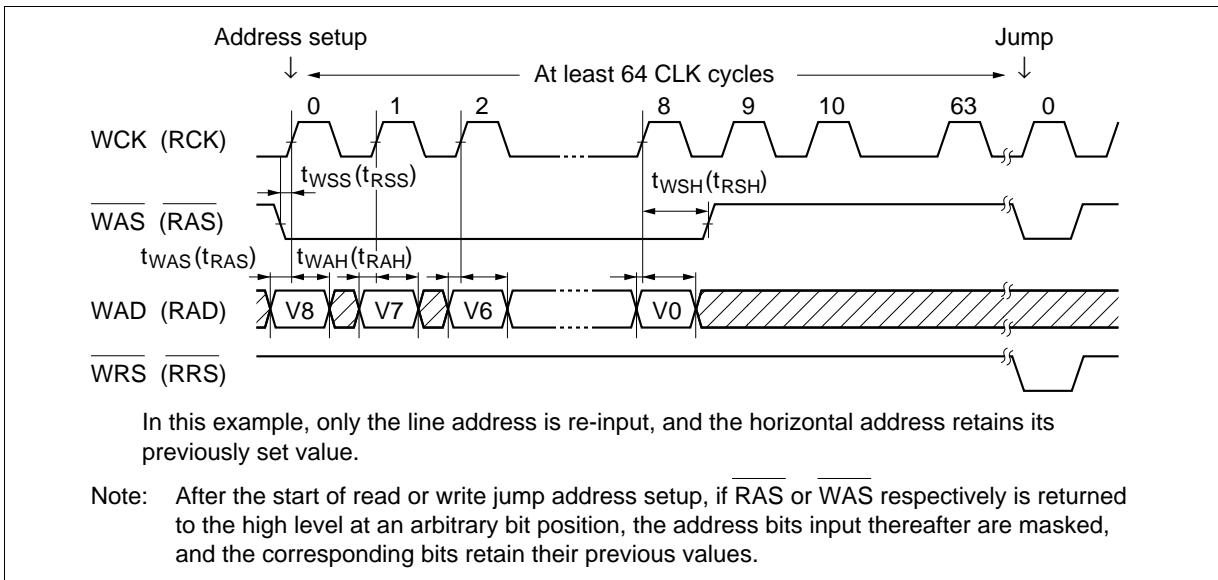 Address setup Jump
At least 64 CLK cycles
0 1 2 8 9 10 63 0
WCK (RCK)
tWSS (tRSS) tWSH (tRSH)
WAS (RAS)
tWAS (tRAS) tWAH (tRAH)
WAD (RAD) V8 V7 V6 V0
WRS (RRS)
In this example, only the line address is re-input, and the horizontal address retains its
previously set value.
Note: After the start of read or write jump address setup, if RAS or WAS respectively is returned
to the high level at an arbitrary bit position, the address bits input thereafter are masked,
and the corresponding bits retain their previous values.